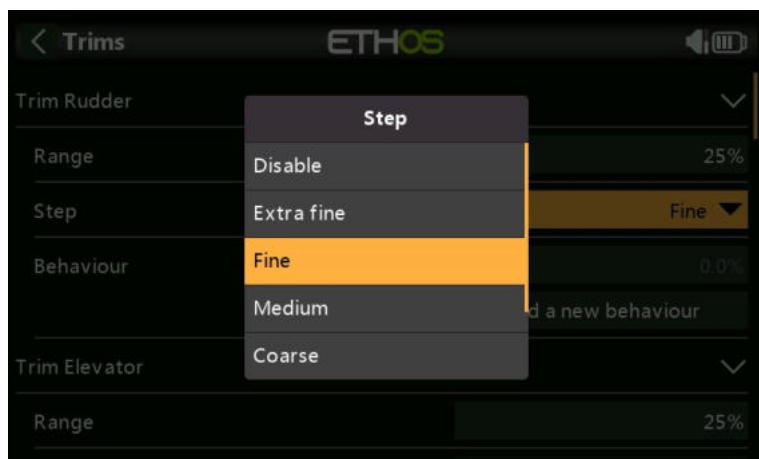 Trims
ETHOS
Trim Rudder
Step
Range
25%
Disable
Step
Extra fine
Fine
Behaviour
Fine
0.0%
Medium
d a new behaviour
Coarse
Trim Elevator
Range
25%